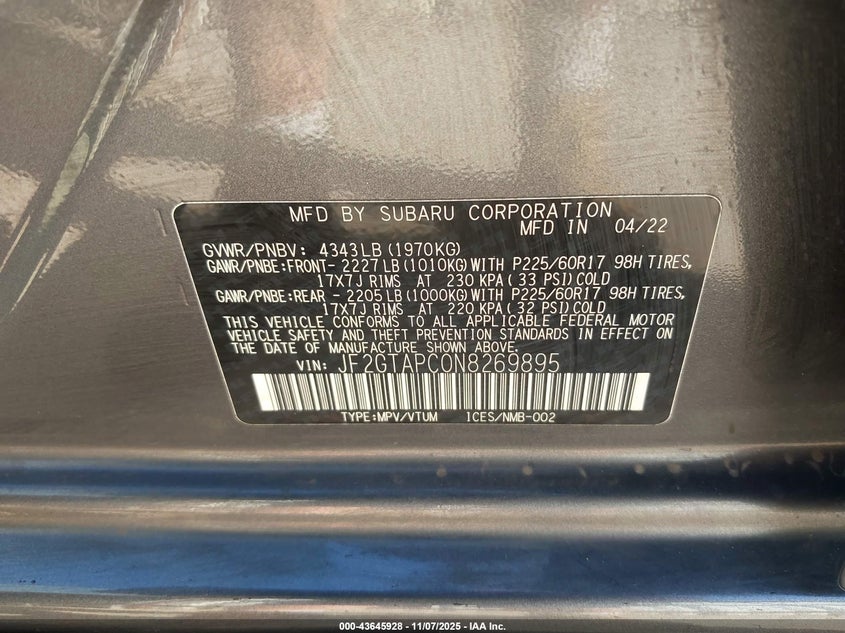 MFD BY SUBARU CORPORATION
MFD IN 04/22
GVWR/PNBV: 4343LB(1970KG)
GAWR/PNBE:FRONT- 2227LB(1010KG)WITH P225/60R17 98H TIRES,
17X7J RIMS AT 230 KPA( 33 PSI)COLD
GAWR/PNBE:REAR - 2205LB(1000KG)WITH P225/60R17 98H TIRES,
17X7J RIMS AT 220 KPA( 32 PSI)COLD
THIS VEHICLE CONFORMS TO ALL APPLICABLE FEDERAL MOTOR
VEHICLE SAFETY AND THEFT PREVENTION STANDARDS IN EFFECT ON
THE DATE OF MANUFACTURE SHOWN ABOVE.
VIN: JF2GTAPC0N8269895
TYPE:MPV/VTUM ICES/NMB-002
000-43645928 - 11/07/2025 - IAA Inc.